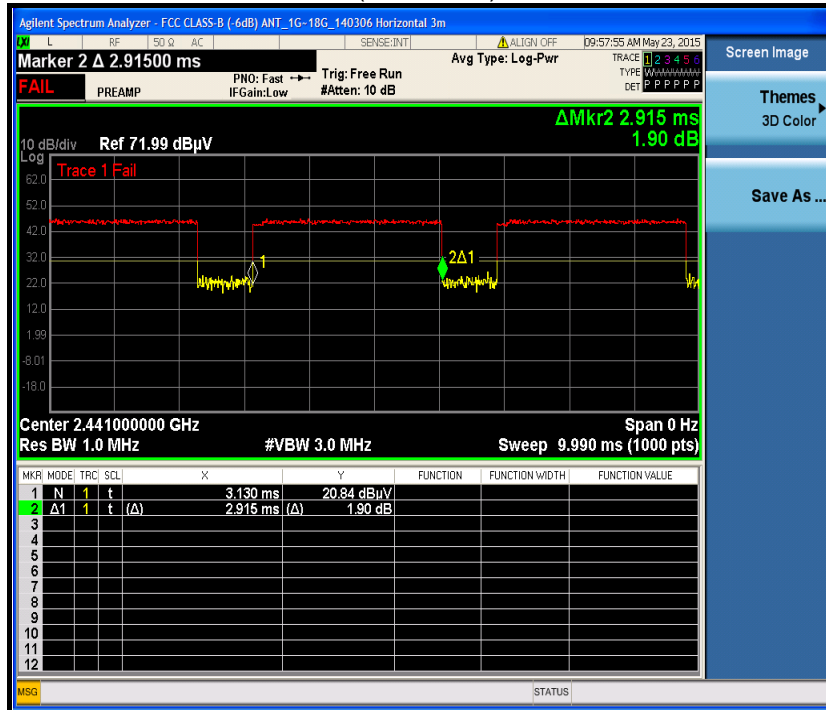 Agilent Spectrum Analyzer - FCC CLASS-B (-6dB) ANT_1G~18G_140306 Horizontal 3m
L RF 50 Ω AC SENSE:INT ALIGN OFF 09:57:55 AM May 23, 2015
Marker 2 Δ 2.91500 ms
Avg Type: Log-Pwr
TRACE 1 2 3 4 5 6
TYPE WWWWWW
DET P P P P P P
FAIL
PREAMP
PNO: Fast
IFGain:Low
Trig: Free Run
#Atten: 10 dB
Screen Image
Themes
3D Color
Save As ...
ΔMkr2 2.915 ms
1.90 dB
10 dB/div Ref 71.99 dBµV
Log
Trace 1 Fail
62.0
52.0
42.0
32.0
22.0
12.0
1.99
-8.01
-18.0
1
2Δ1
Center 2.441000000 GHz Span 0 Hz
Res BW 1.0 MHz #VBW 3.0 MHz Sweep 9.990 ms (1000 pts)
MKR MODE TRC SCL X Y FUNCTION FUNCTION WIDTH FUNCTION VALUE
1 N 1 t 3.130 ms 20.84 dBµV
2 Δ1 1 t (Δ) 2.915 ms (Δ) 1.90 dB
3
4
5
6
7
8
9
10
11
12
MSG STATUS